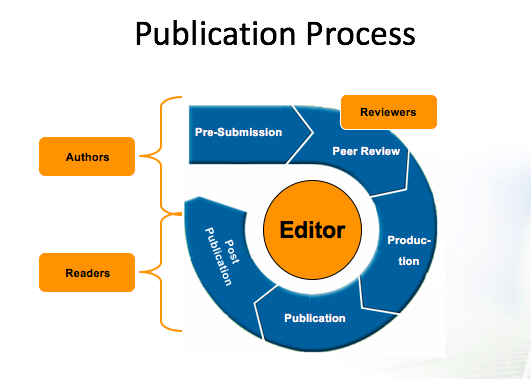 Publication Process
Pre-Submission
Reviewers
Peer Review
Authors
Editor
Produc-
tion
Post
Publication
Readers
Publication